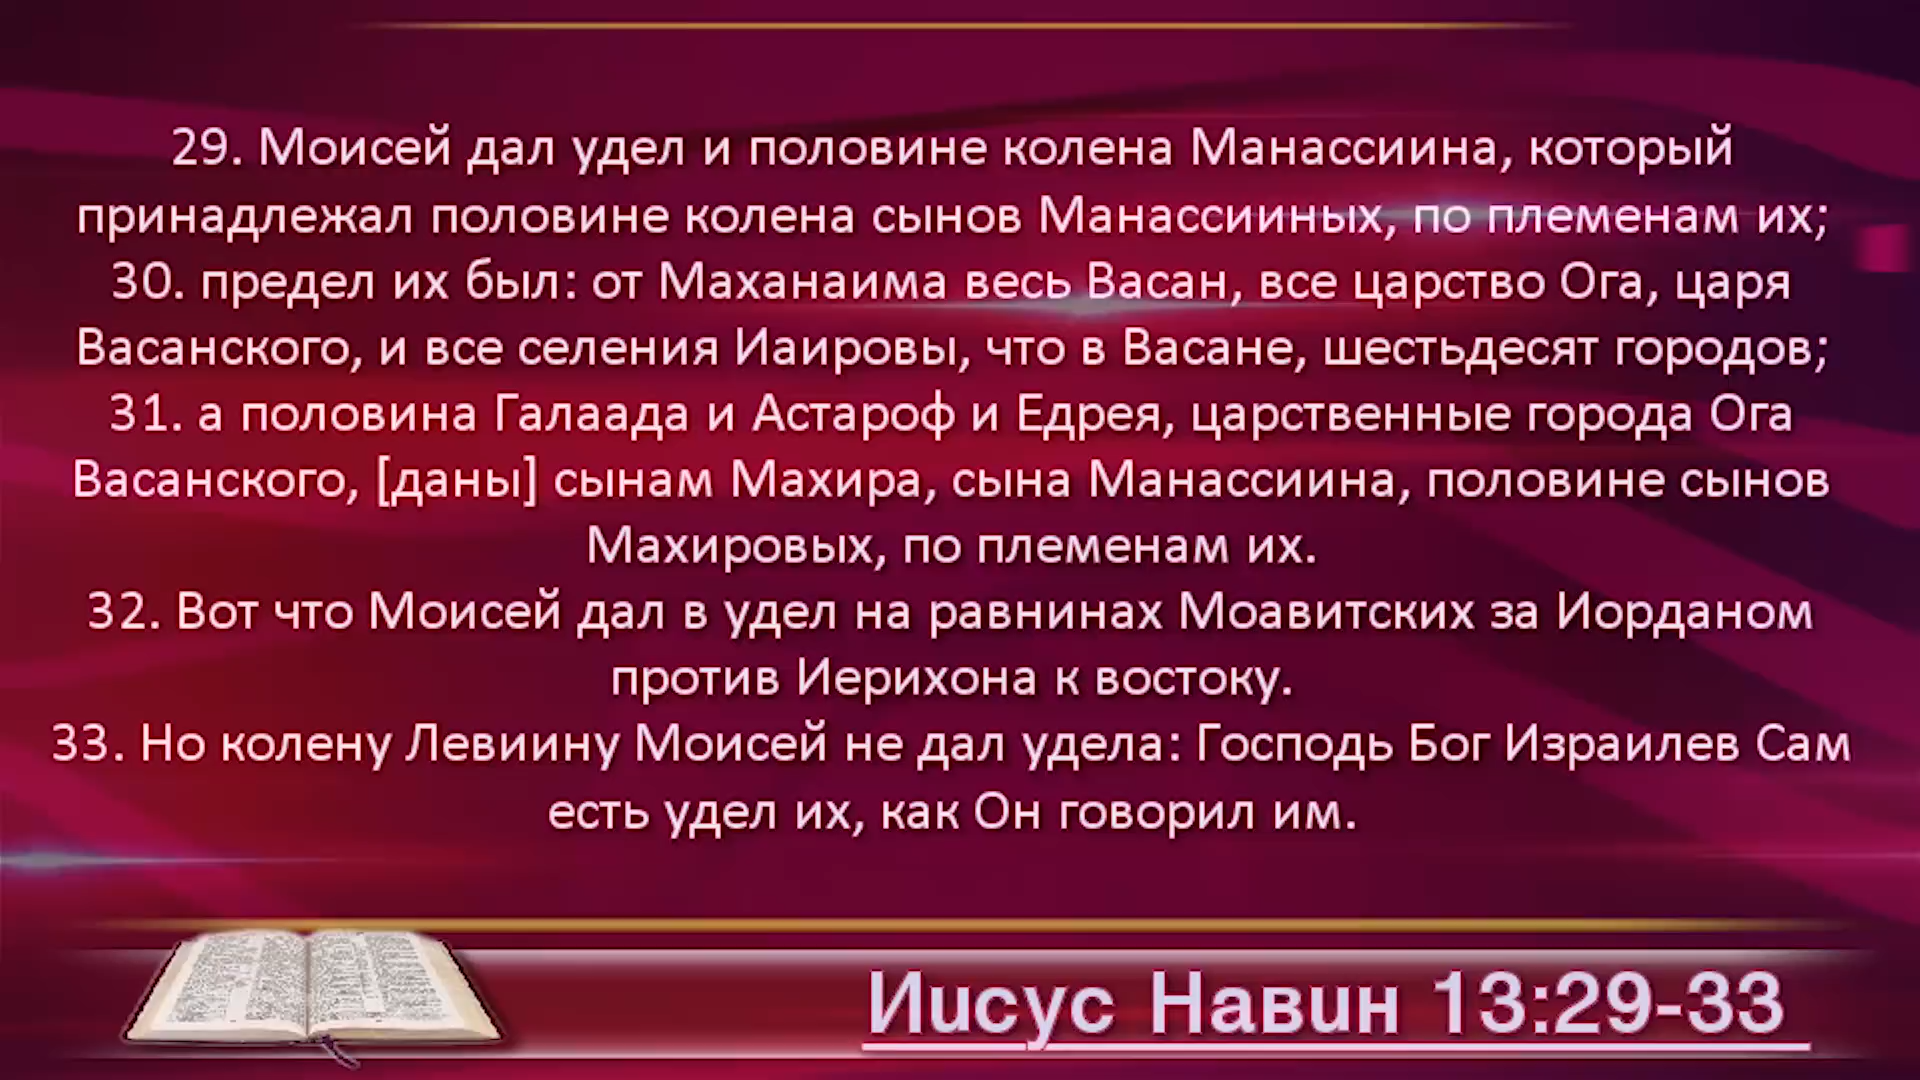 29. Моисей дал удел и половине колена Манассиина, который
принадлежал половине колена сынов Манассииных, по племенам их;
30. предел их был: от Маханаима весь Васан, все царство Ога, царя
Васанского, и все селения Иаировы, что в Васане, шестьдесят городов;
31. а половина Галаада и Астароф и Едрея, царственные города Ога
Васанского, [даны] сынам Махира, сына Манассиина, половине сынов
Махировых, по племенам их.
32. Вот что Моисей дал в удел на равнинах Моавитских за Иорданом
против Иерихона к востоку.
33. Но колену Левиину Моисей не дал удела: Господь Бог Израилев Сам
есть удел их, как Он говорил им.
Иисус Навин 13:29-33